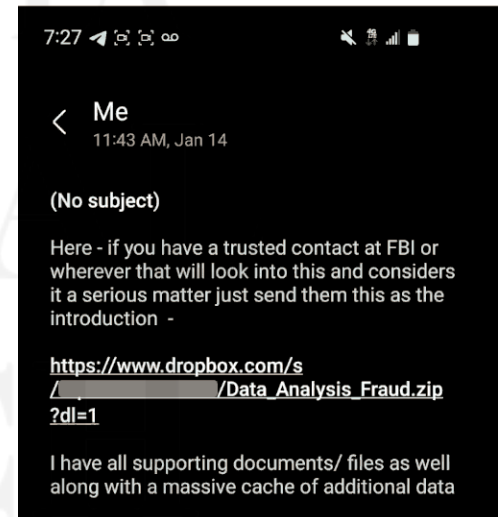 7:27
Me
11:43 AM, Jan 14
(No subject)
Here - if you have a trusted contact at FBI or
wherever that will look into this and considers
it a serious matter just send them this as the
introduction -
https://www.dropbox.com/s
/ /Data_Analysis_Fraud.zip
?dl=1
I have all supporting documents/ files as well
along with a massive cache of additional data